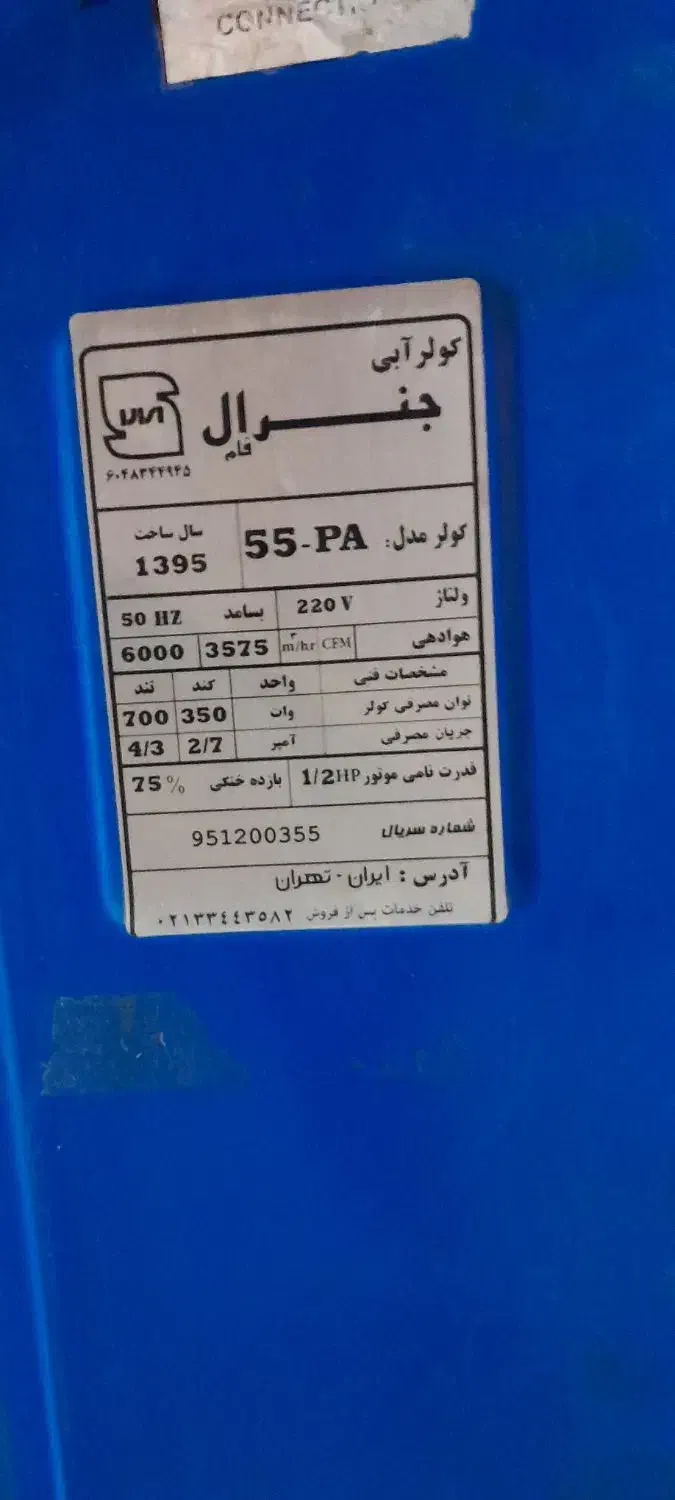 CONNECT
کولر آبی
جنرال
فام
۶۰۴۸۳۴۴۹۴۵
کولر مدل: 55-PA
سال ساخت
1395
ولتاژ 220 V بسامد 50 HZ
هوادهی CFM m³/hr 3575 6000
مشخصات فنی واحد کند تند
توان مصرفی کولر وات 350 700
جریان مصرفی آمپر 2/7 4/3
قدرت نامی موتور 1/2HP بازده خنکی 75%
شماره سریال 951200355
آدرس : ایران - تهران
تلفن خدمات پس از فروش ۰۲۱۳۳٤٤۳۵۸۲